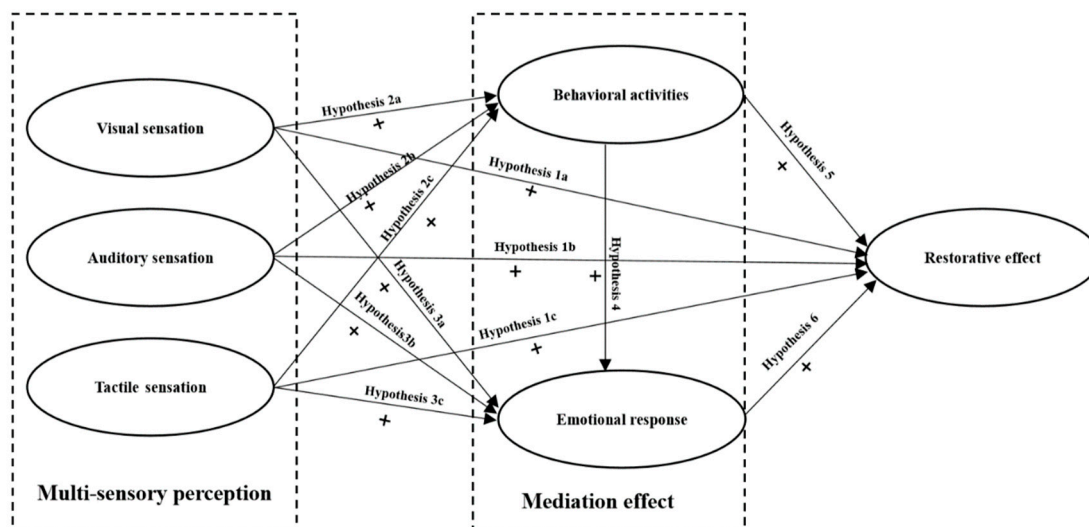 Visual sensation
Auditory sensation
Tactile sensation
Multi-sensory perception
Hypothesis 2a
+
Hypothesis 2b
+
Hypothesis 2c
+
Hypothesis 1a
+
Hypothesis 1b
+
Hypothesis 1c
+
Hypothesis 3a
+
Hypothesis3b
+
Hypothesis 3c
+
Behavioral activities
Hypothesis 4
+
Emotional response
Mediation effect
Hypothesis 5
+
Hypothesis 6
+
Restorative effect